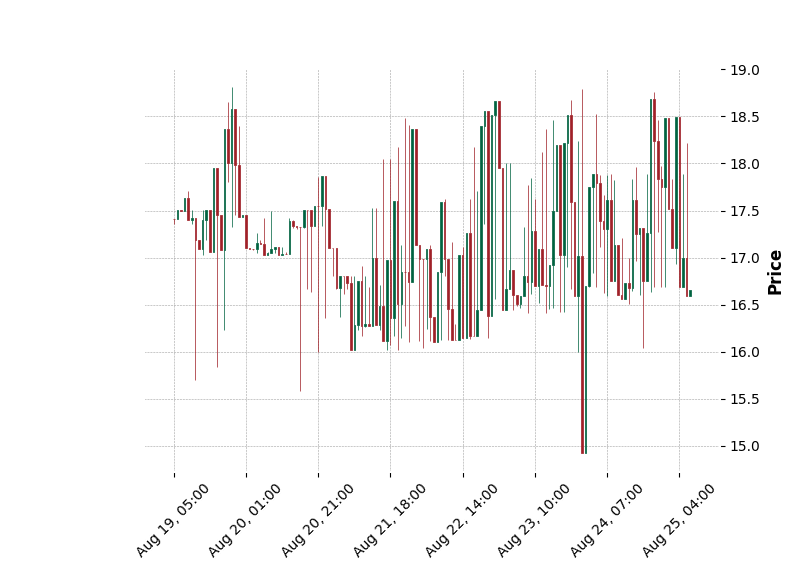 19.0
18.5
18.0
17.5
17.0
16.5
16.0
15.5
15.0
Price
Aug 19, 05:00
Aug 20, 01:00
Aug 20, 21:00
Aug 21, 18:00
Aug 22, 14:00
Aug 23, 10:00
Aug 24, 07:00
Aug 25, 04:00